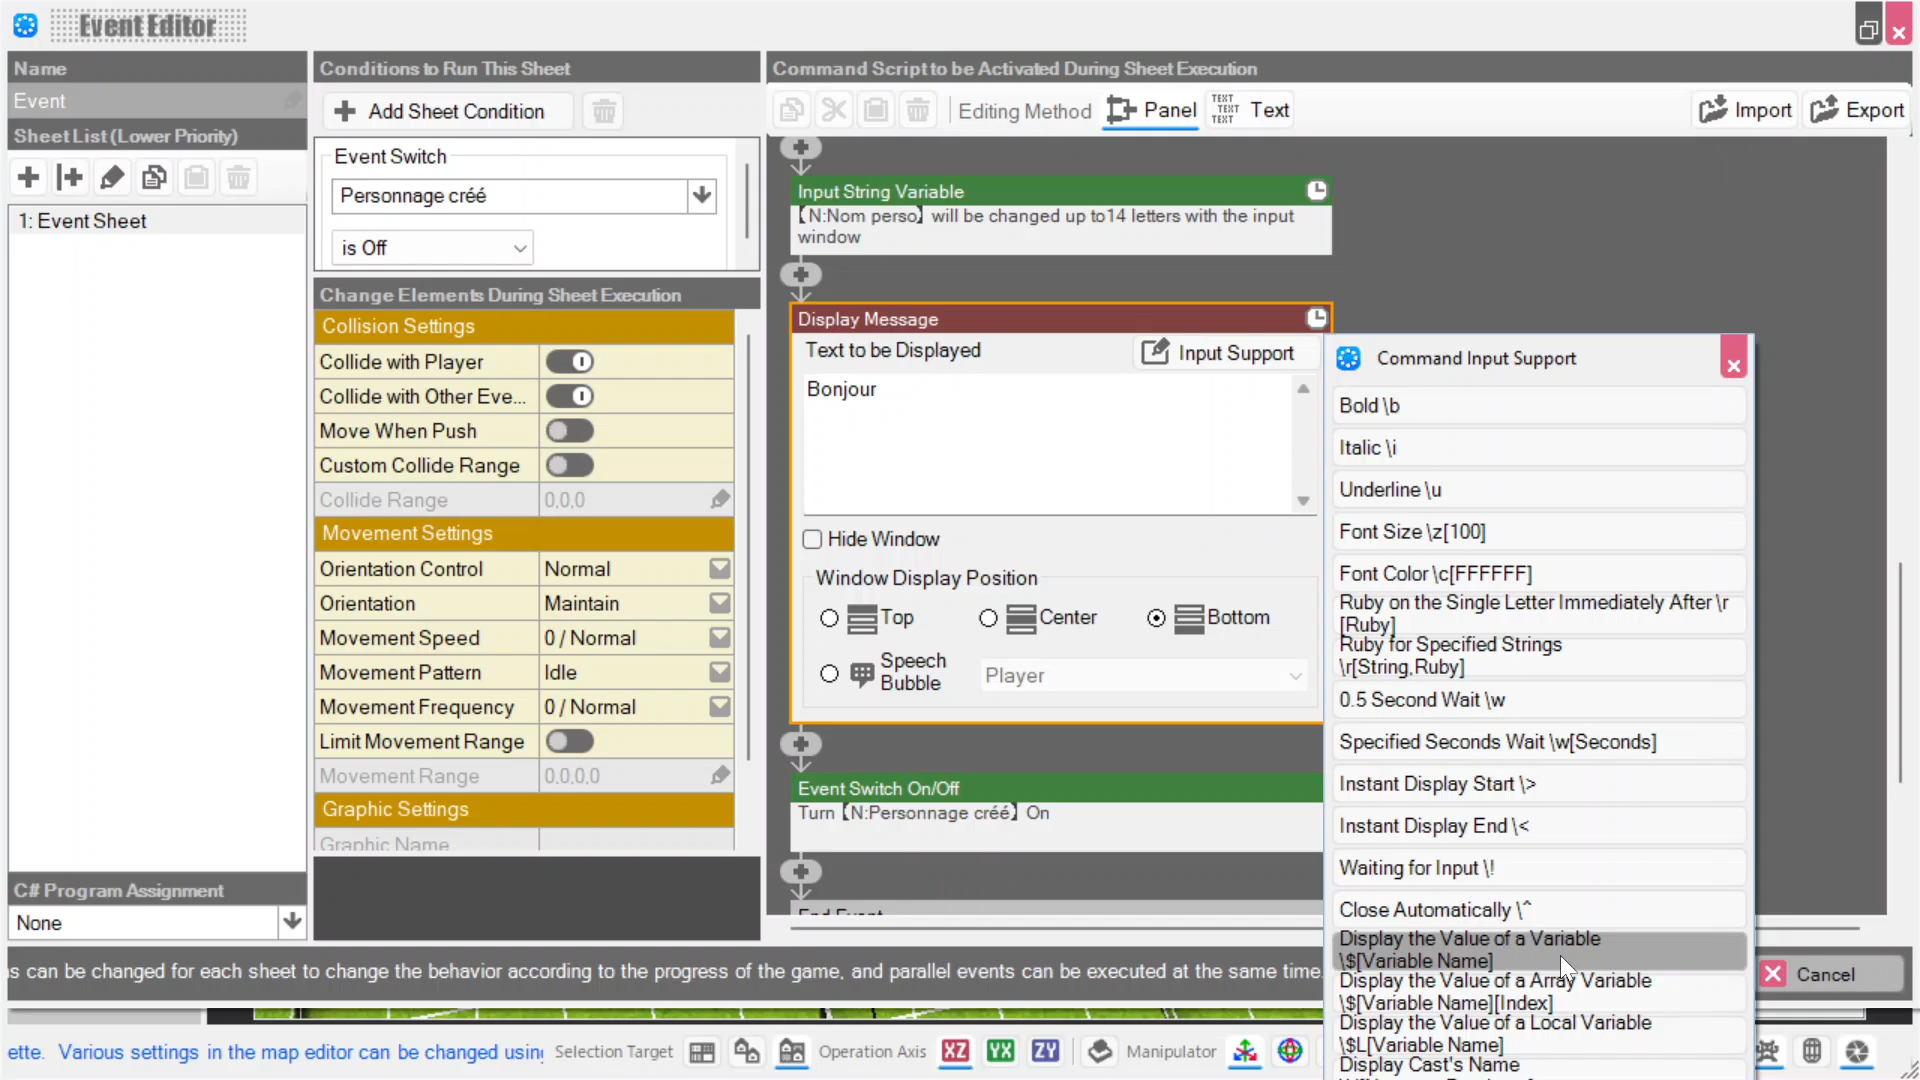 Event Editor
Name
Event
Sheet List (Lower Priority)
1: Event Sheet
C# Program Assignment
None
Conditions to Run This Sheet
Add Sheet Condition
Event Switch
Personnage créé
is Off
Change Elements During Sheet Execution
Collision Settings
Collide with Player
Collide with Other Eve...
Move When Push
Custom Collide Range
Collide Range 0,0,0
Movement Settings
Orientation Control Normal
Orientation Maintain
Movement Speed 0 / Normal
Movement Pattern Idle
Movement Frequency 0 / Normal
Limit Movement Range
Movement Range 0,0,0,0
Graphic Settings
Graphic Name
Command Script to be Activated During Sheet Execution
Editing Method Panel TEXT TEXT TEXT TEXT Text Import Export
Input String Variable
【N:Nom perso】 will be changed up to14 letters with the input
window
Display Message
Text to be Displayed Input Support
Bonjour
Hide Window
Window Display Position
Top Center Bottom
Speech
Bubble
Player
Event Switch On/Off
Turn【N:Personnage créé】 On
End Event
Command Input Support
Bold \b
Italic \i
Underline \u
Font Size \z[100]
Font Color \c[FFFFFF]
Ruby on the Single Letter Immediately After \r
[Ruby]
Ruby for Specified Strings
\r[String,Ruby]
0.5 Second Wait \w
Specified Seconds Wait \w[Seconds]
Instant Display Start \>
Instant Display End \<
Waiting for Input \!
Close Automatically \^
Display the Value of a Variable
\$[Variable Name]
Display the Value of a Array Variable
\$[Variable Name][Index]
Display the Value of a Local Variable
\$L[Variable Name]
Display Cast's Name
s can be changed for each sheet to change the behavior according to the progress of the game, and parallel events can be executed at the same time.
Cancel
ette. Various settings in the map editor can be changed using
Selection Target
Operation Axis XZ YX ZY
Manipulator